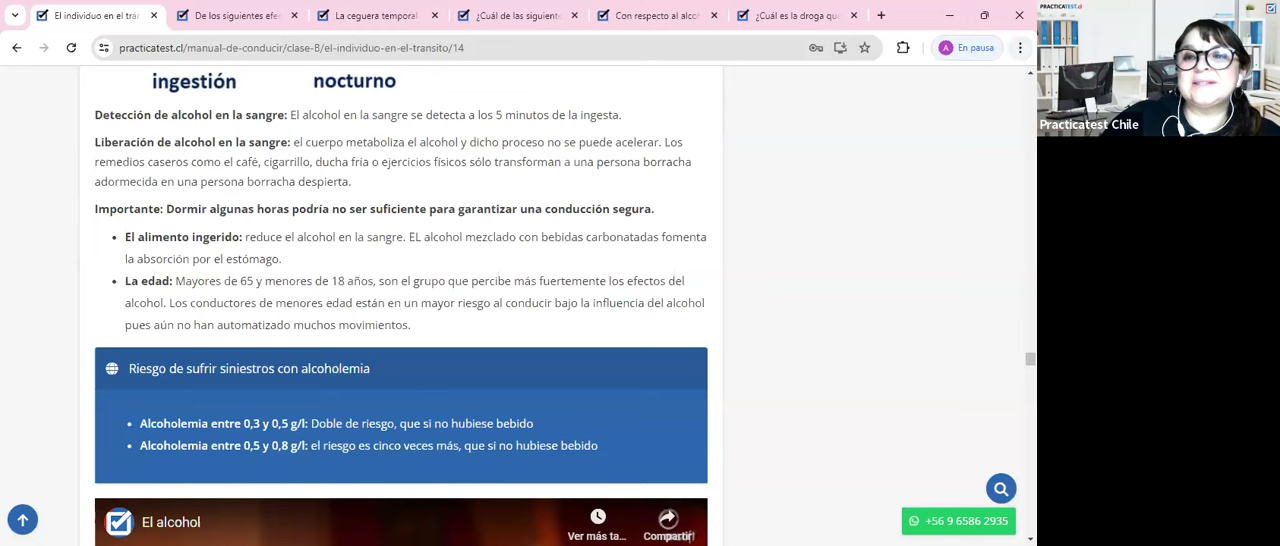 El individuo en el trán
De los siguientes efe
La ceguera temporal
¿Cuál de las siguiente
Con respecto al alcoh
¿Cuál es la droga que
practicatest.cl/manual-de-conducir/clase-B/el-individuo-en-el-transito/14
A En pausa
PRACTICATEST.cl
Practicatest Chile
ingestión nocturno
Detección de alcohol en la sangre: El alcohol en la sangre se detecta a los 5 minutos de la ingesta.
Liberación de alcohol en la sangre: el cuerpo metaboliza el alcohol y dicho proceso no se puede acelerar. Los
remedios caseros como el café, cigarrillo, ducha fría o ejercicios físicos sólo transforman a una persona borracha
adormecida en una persona borracha despierta.
Importante: Dormir algunas horas podría no ser suficiente para garantizar una conducción segura.
• El alimento ingerido: reduce el alcohol en la sangre. EL alcohol mezclado con bebidas carbonatadas fomenta
la absorción por el estómago.
• La edad: Mayores de 65 y menores de 18 años, son el grupo que percibe más fuertemente los efectos del
alcohol. Los conductores de menores edad están en un mayor riesgo al conducir bajo la influencia del alcohol
pues aún no han automatizado muchos movimientos.
Riesgo de sufrir siniestros con alcoholemia
• Alcoholemia entre 0,3 y 0,5 g/l: Doble de riesgo, que si no hubiese bebido
• Alcoholemia entre 0,5 y 0,8 g/l: el riesgo es cinco veces más, que si no hubiese bebido
El alcohol
Ver más ta...
Compartir
+56 9 6586 2935